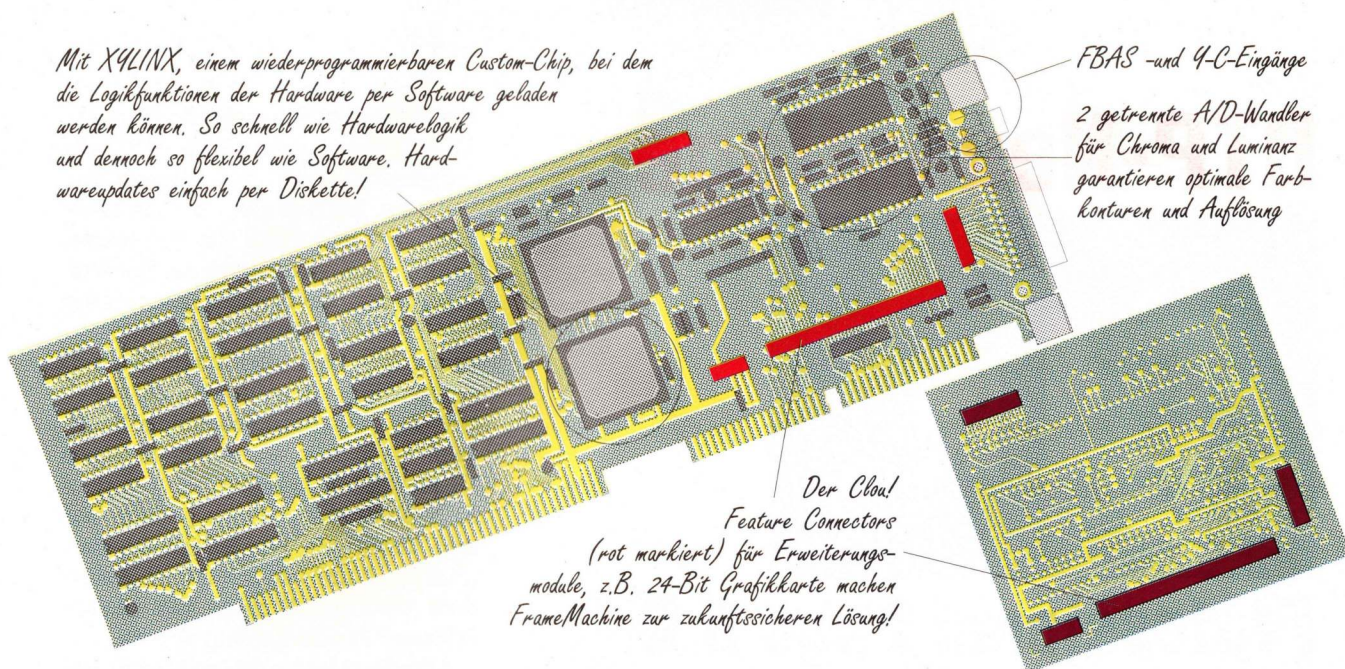 Mit XYLINX, einem wiederprogrammierbaren Custom-Chip, bei dem
die Logikfunktionen der Hardware per Software geladen
werden können. So schnell wie Hardwarelogik
und dennoch so flexibel wie Software. Hard-
wareupdates einfach per Diskette!
FBAS -und Y-C-Eingänge
2 getrennte A/D-Wandler
für Chroma und Luminanz
garantieren optimale Farb-
konturen und Auflösung
Der Clou!
Feature Connectors
(rot markiert) für Erweiterungs-
module, z.B. 24-Bit Grafikkarte machen
FrameMachine zur zukunftssicheren Lösung!